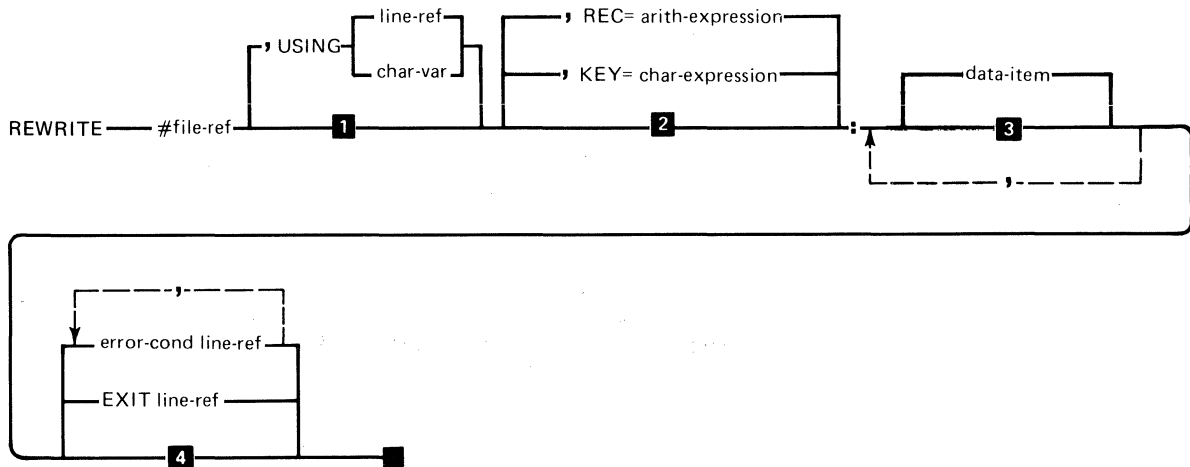 line-ref
, USING
char-var
, REC= arith-expression
, KEY= char-expression
data-item
REWRITE #file-ref 1 2 : 3
,
,
error-cond line-ref
EXIT line-ref
4